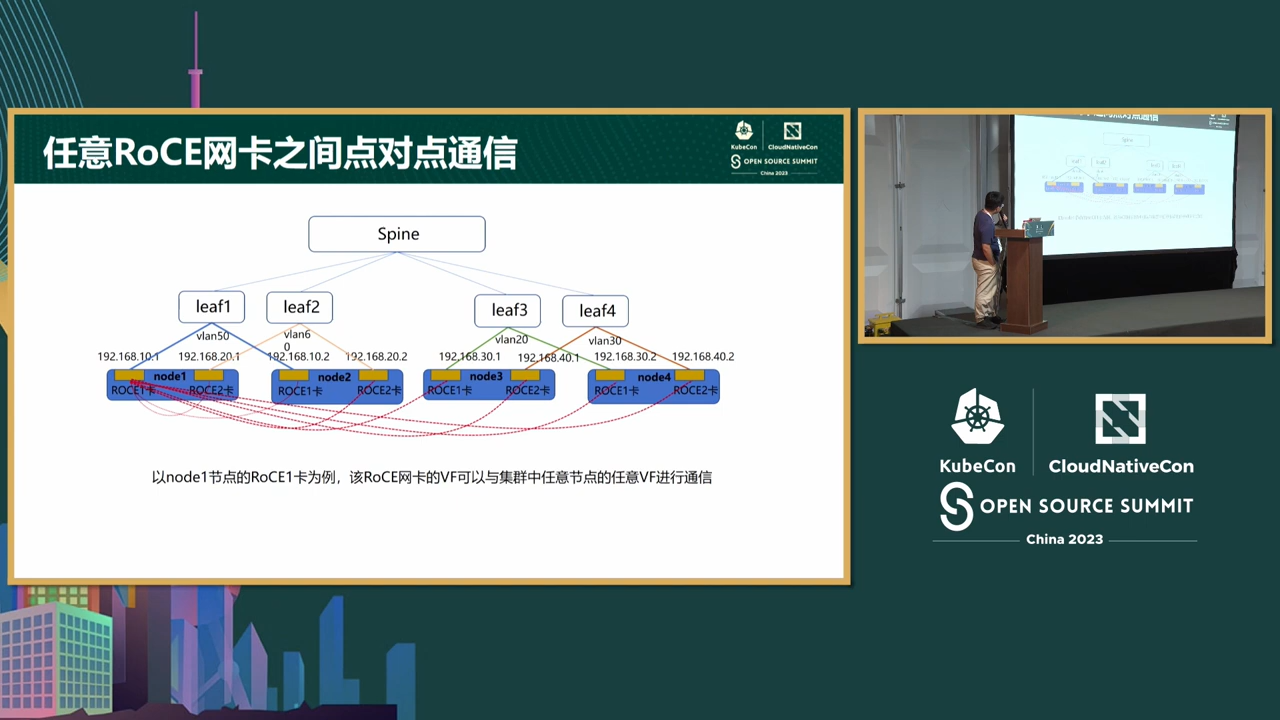 任意RoCE网卡之间点对点通信
KubeCon
CloudNativeCon
OPEN SOURCE SUMMIT
China 2023
Spine
leaf1
leaf2
leaf3
leaf4
vlan50
vlan6
0
vlan20
vlan30
192.168.10.1
192.168.20.1
192.168.10.2
192.168.20.2
192.168.30.1
192.168.40.1
192.168.30.2
192.168.40.2
node1
node2
node3
node4
ROCE1卡
ROCE2卡
ROCE1卡
ROCE2卡
ROCE1卡
ROCE2卡
ROCE1卡
ROCE2卡
以node1节点的RoCE1卡为例，该RoCE网卡的VF可以与集群中任意节点的任意VF进行通信
KubeCon
CloudNativeCon
OPEN SOURCE SUMMIT
China 2023